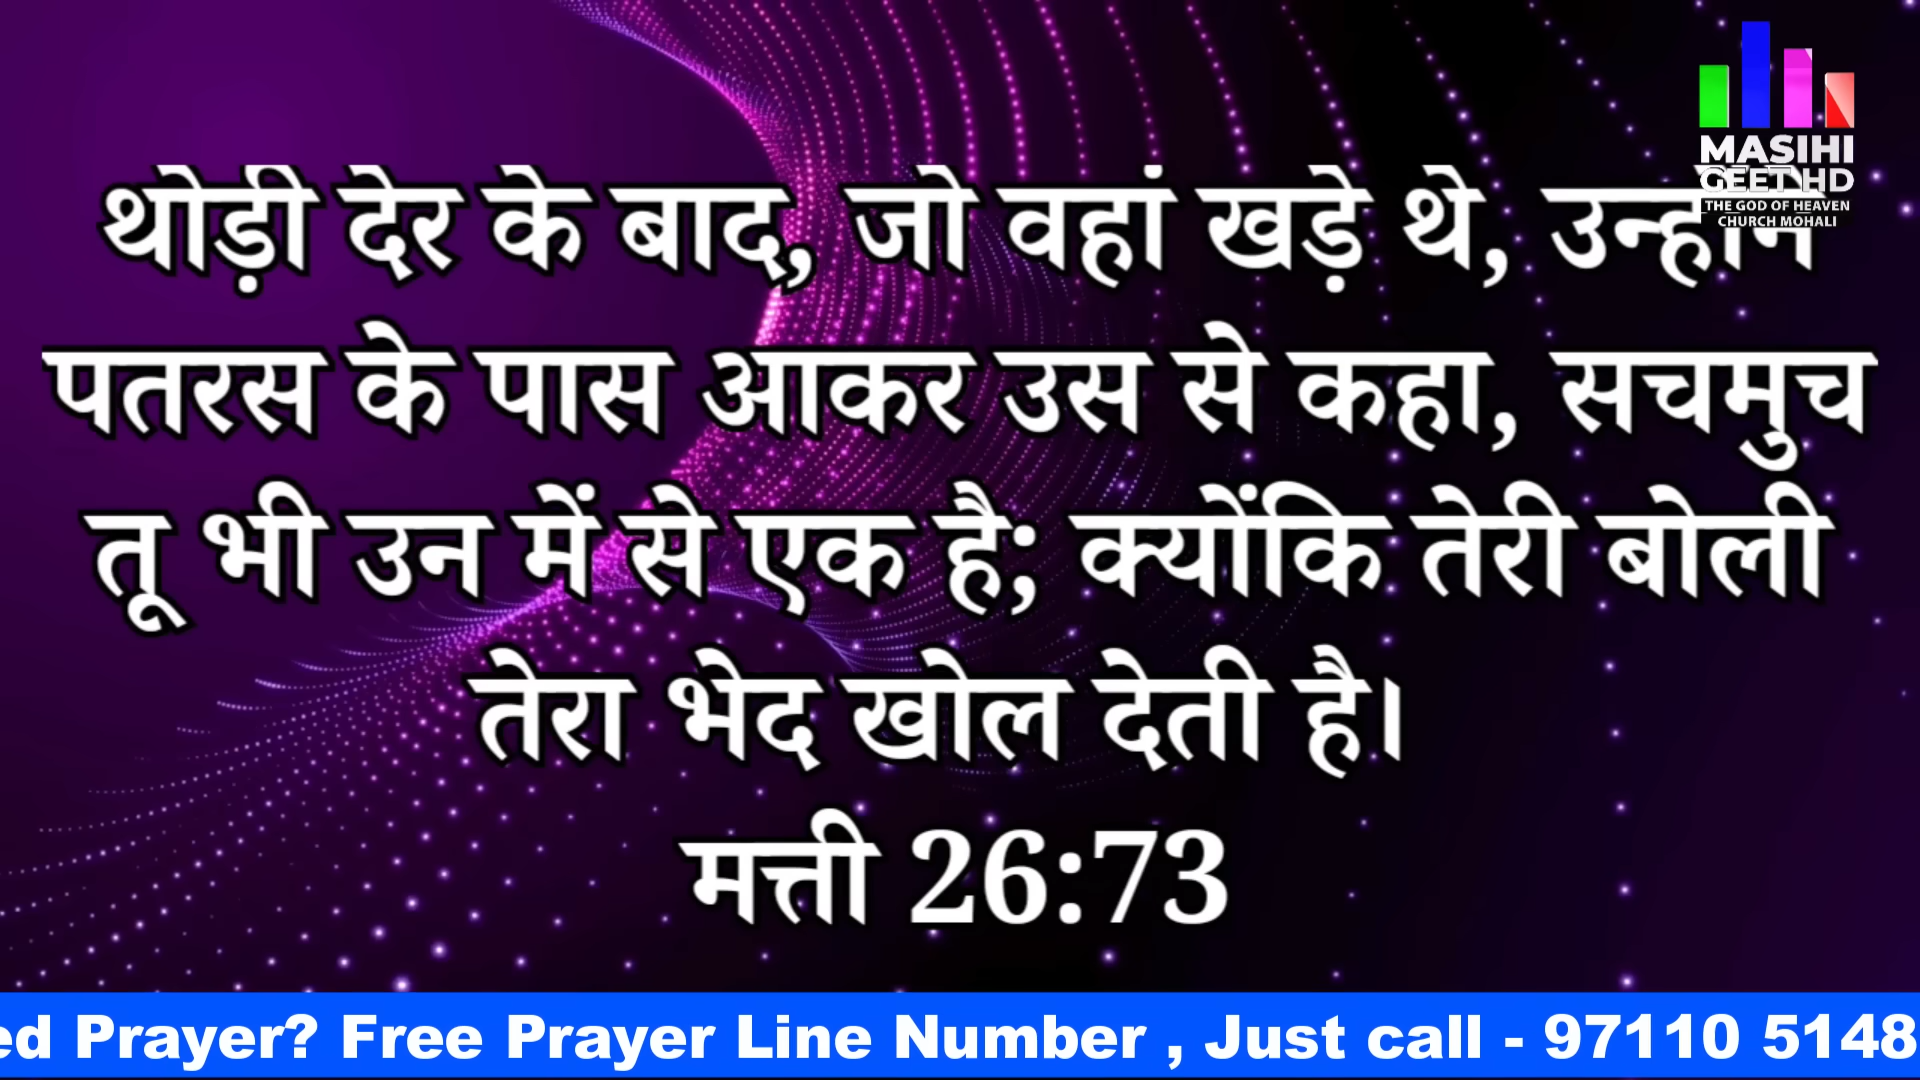 MASIHI
GEET HD
THE GOD OF HEAVEN
CHURCH MOHALI
थोड़ी देर के बाद, जो वहां खड़े थे, उन्होंने
पतरस के पास आकर उस से कहा, सचमुच
तू भी उन में से एक है; क्योंकि तेरी बोली
तेरा भेद खोल देती है।
मत्ती 26:73
ed Prayer? Free Prayer Line Number , Just call - 97110 5148